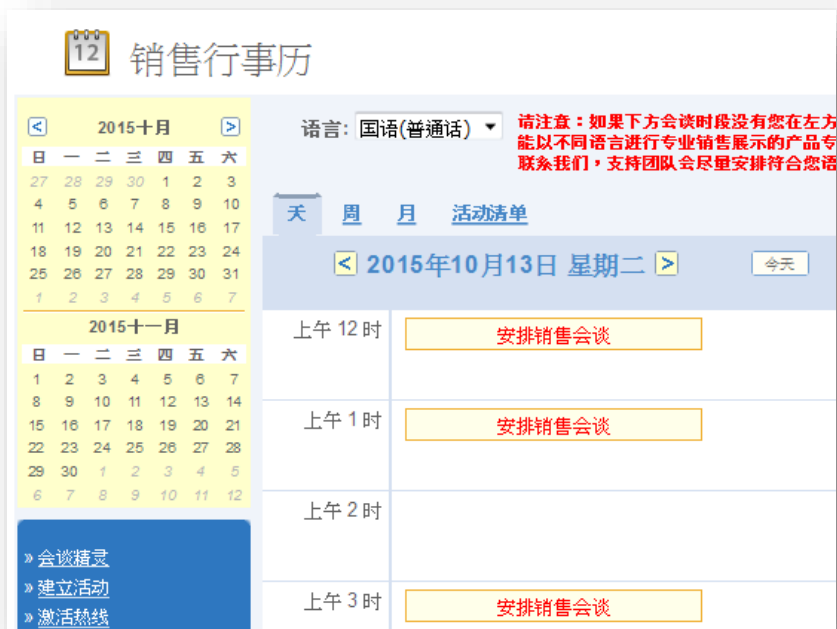 12 销售行事历
< 2015十月 >
日 一 二 三 四 五 六
27 28 29 30 1 2 3
4 5 6 7 8 9 10
11 12 13 14 15 16 17
18 19 20 21 22 23 24
25 26 27 28 29 30 31
1 2 3 4 5 6 7
2015十一月
日 一 二 三 四 五 六
1 2 3 4 5 6 7
8 9 10 11 12 13 14
15 16 17 18 19 20 21
22 23 24 25 26 27 28
29 30 1 2 3 4 5
6 7 8 9 10 11 12
» 会谈精灵
» 建立活动
» 激活热线
语言: 国语(普通话)
请注意：如果下方会谈时段没有您在左方
能以不同语言进行专业销售展示的产品专
联系我们，支持团队会尽量安排符合您语
天 周 月 活动清单
< 2015年10月13日 星期二 > 今天
上午 12 时 安排销售会谈
上午 1 时 安排销售会谈
上午 2 时
上午 3 时 安排销售会谈